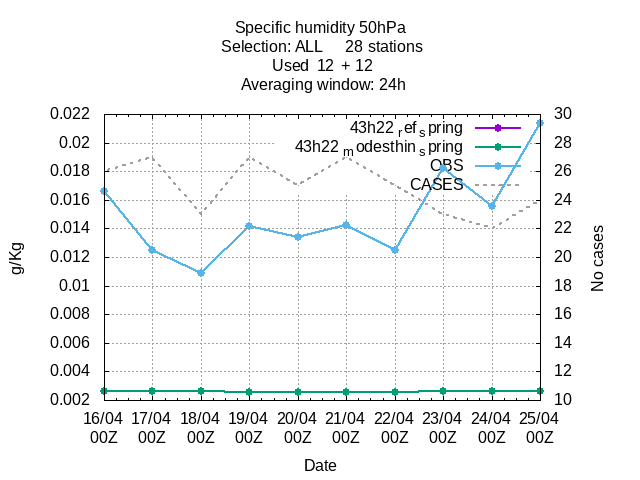 Specific humidity 50hPa
Selection: ALL 28 stations
Used 12 + 12
Averaging window: 24h
0.022
0.02
0.018
0.016
0.014
0.012
0.01
0.008
0.006
0.004
0.002
g/Kg
43h22_ref_spring
43h22_modesthin_spring
OBS
CASES
30
28
26
24
22
20
18
16
14
12
10
No cases
16/04 17/04 18/04 19/04 20/04 21/04 22/04 23/04 24/04 25/04
00Z 00Z 00Z 00Z 00Z 00Z 00Z 00Z 00Z 00Z
Date